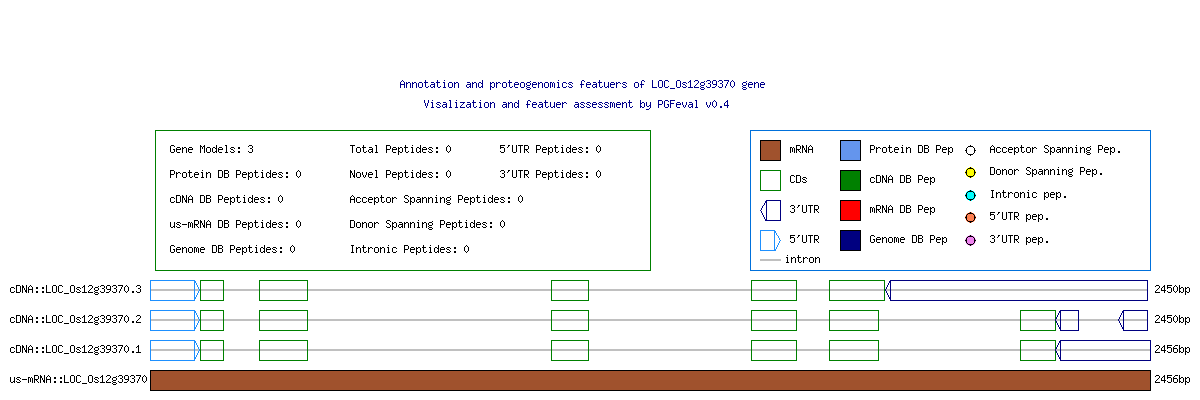 Annotation and proteogenomics featuers of LOC_Os12g39370 gene
Visalization and featuer assessment by PGFeval v0.4
Gene Models: 3 Total Peptides: 0 5'UTR Peptides: 0
Protein DB Peptides: 0 Novel Peptides: 0 3'UTR Peptides: 0
cDNA DB Peptides: 0 Acceptor Spanning Peptides: 0
us-mRNA DB Peptides: 0 Donor Spanning Peptides: 0
Genome DB Peptides: 0 Intronic Peptides: 0
mRNA Protein DB Pep Acceptor Spanning Pep.
CDs cDNA DB Pep Donor Spanning Pep.
3'UTR mRNA DB Pep Intronic pep.
5'UTR Genome DB Pep 5'UTR pep.
intron 3'UTR pep.
cDNA::LOC_Os12g39370.3 2450bp
cDNA::LOC_Os12g39370.2 2450bp
cDNA::LOC_Os12g39370.1 2456bp
us-mRNA::LOC_Os12g39370 2456bp